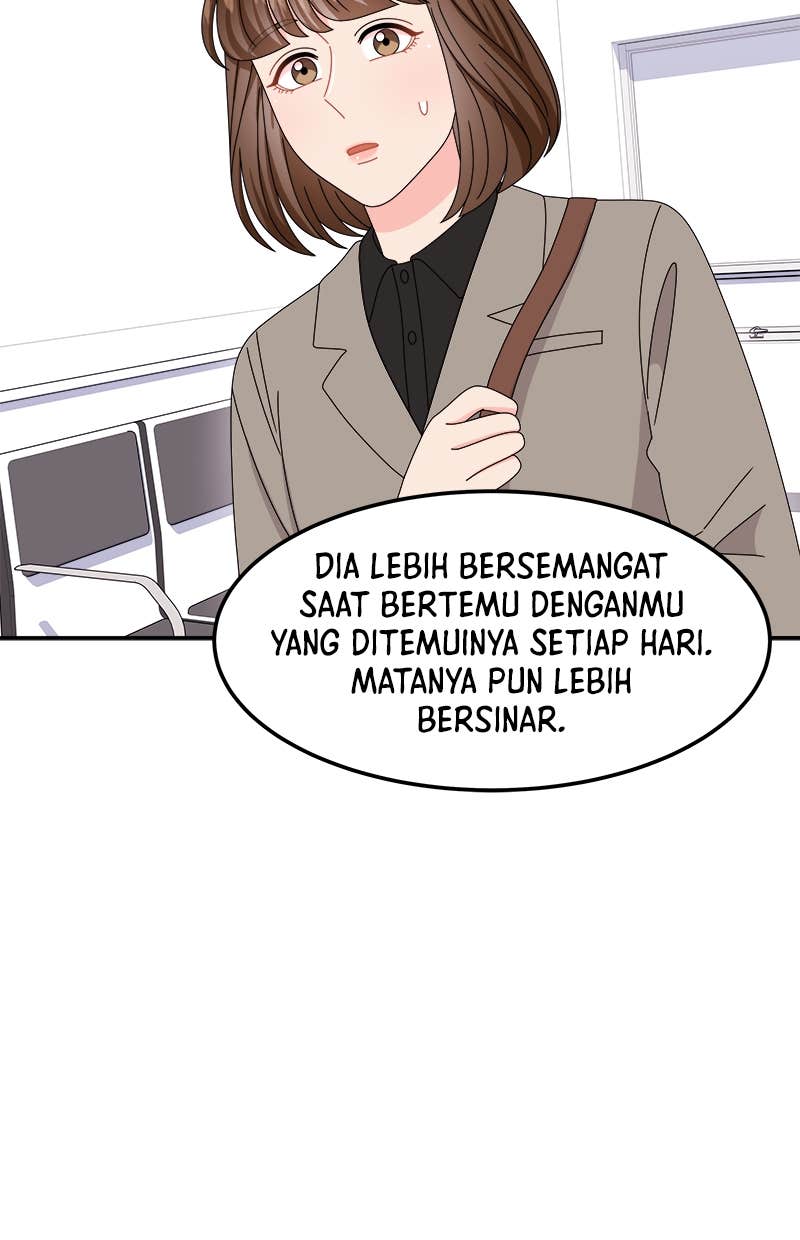 DIA LEBIH BERSEMANGAT
SAAT BERTEMU DENGANMU
YANG DITEMUINYA SETIAP HARI.
MATANYA PUN LEBIH
BERSINAR.